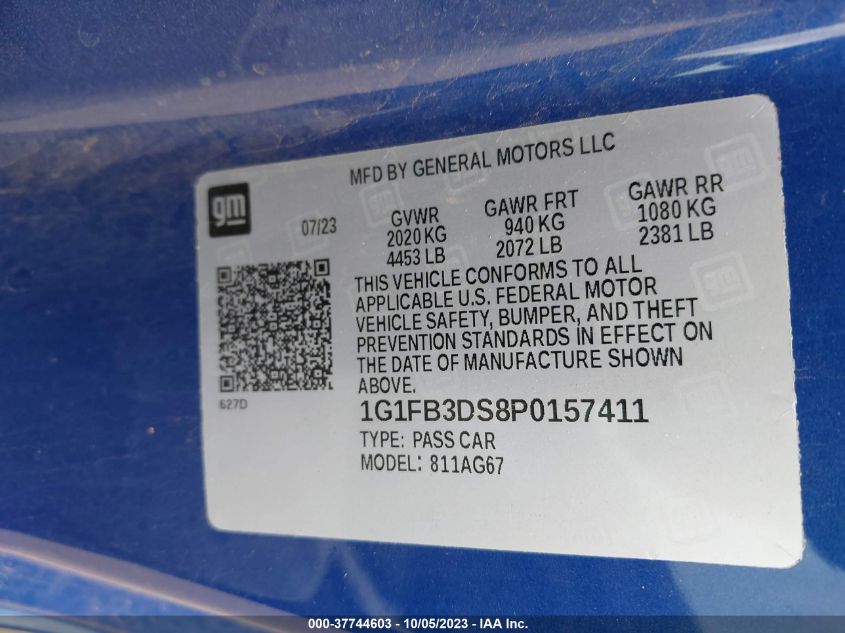 MFD BY GENERAL MOTORS LLC
gm
07/23
GVWR
2020 KG
4453 LB
GAWR FRT
940 KG
2072 LB
GAWR RR
1080 KG
2381 LB
THIS VEHICLE CONFORMS TO ALL
APPLICABLE U.S. FEDERAL MOTOR
VEHICLE SAFETY, BUMPER, AND THEFT
PREVENTION STANDARDS IN EFFECT ON
THE DATE OF MANUFACTURE SHOWN
ABOVE.
627D
1G1FB3DS8P0157411
TYPE: PASS CAR
MODEL: 811AG67
000-37744603 - 10/05/2023 - IAA Inc.